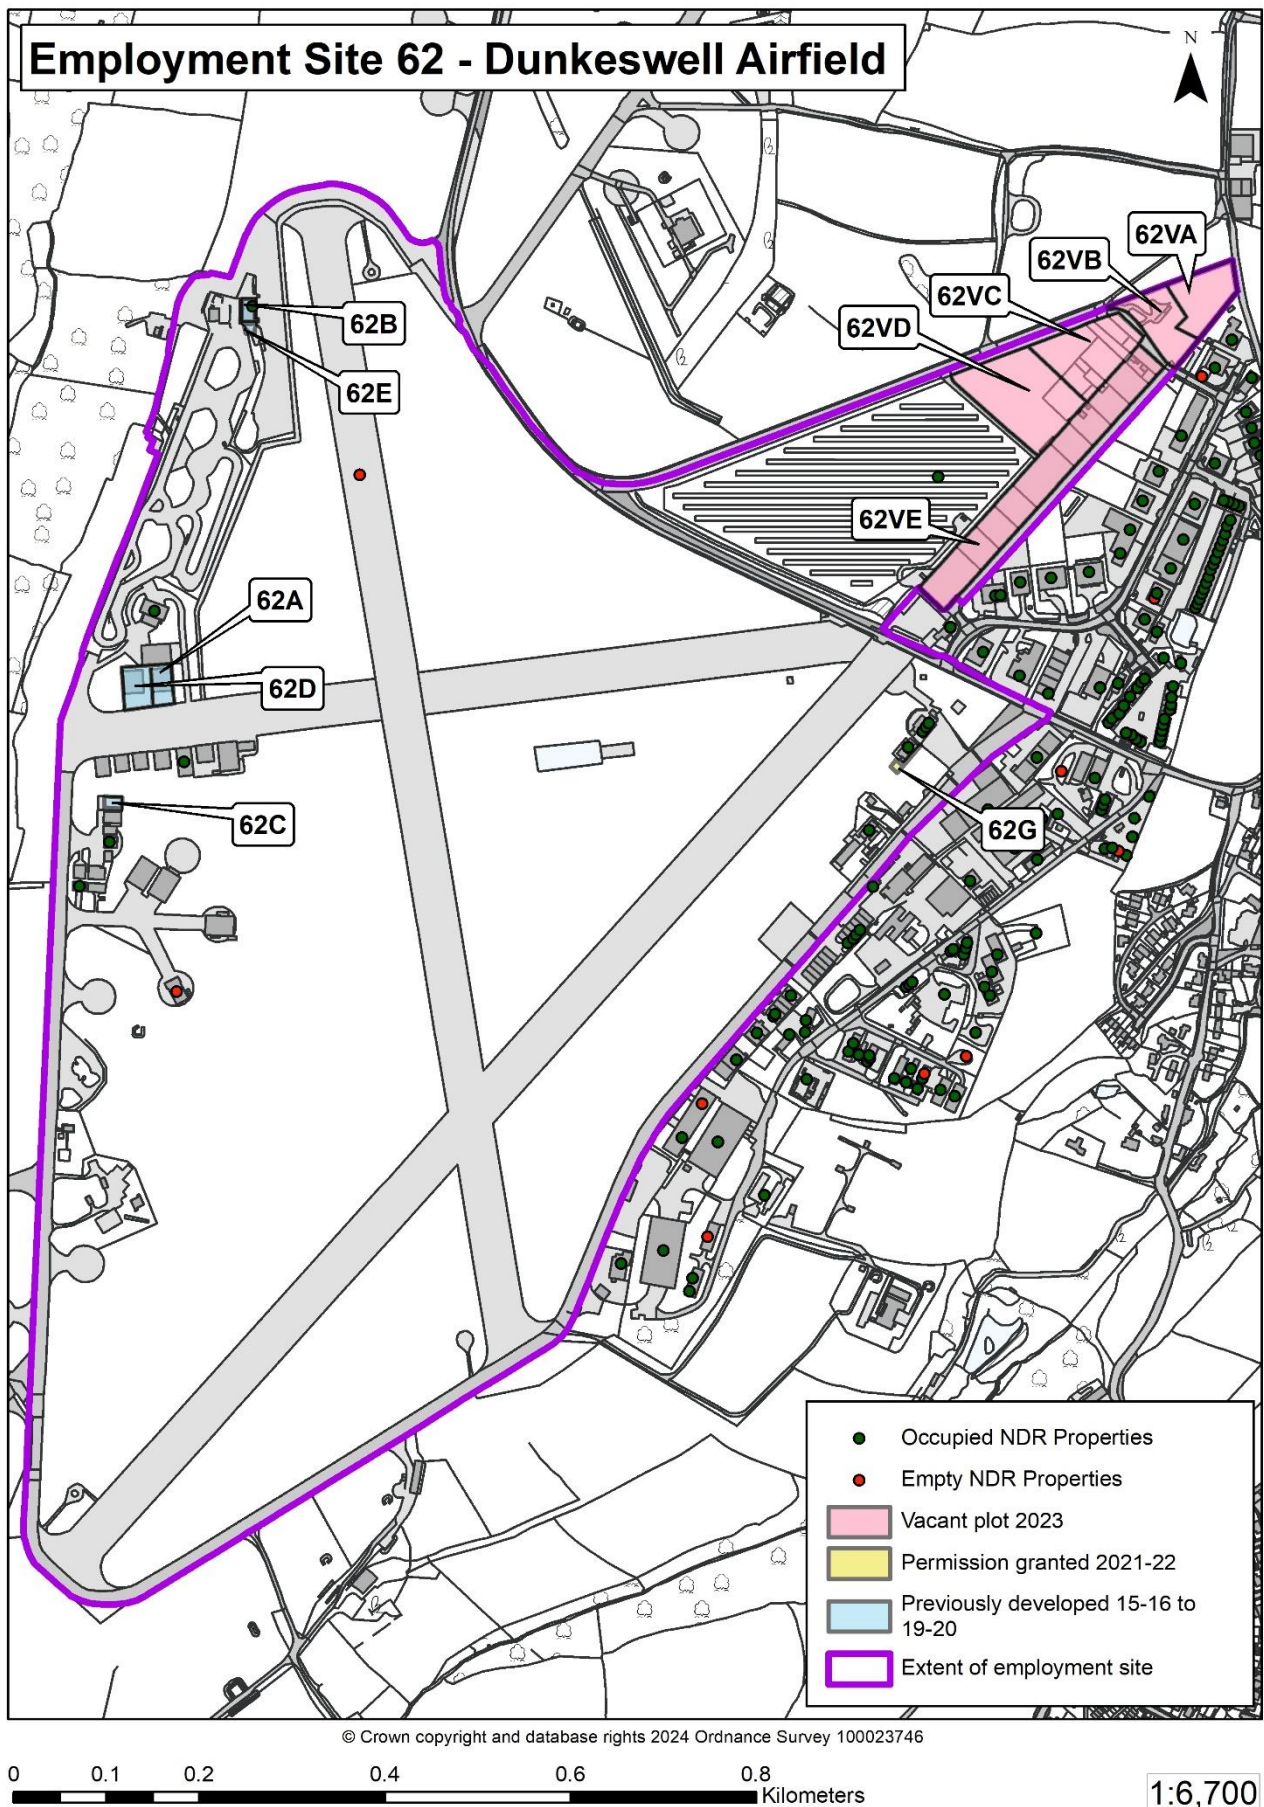 Employment Site 62 - Dunkeswell Airfield
N
62VA
62VB
62VC
62VD
62B
62E
62VE
62A
62D
62C
62G
Occupied NDR Properties
Empty NDR Properties
Vacant plot 2023
Permission granted 2021-22
Previously developed 15-16 to
19-20
Extent of employment site
© Crown copyright and database rights 2024 Ordnance Survey 100023746
0 0.1 0.2 0.4 0.6 0.8
Kilometers
1:6,700